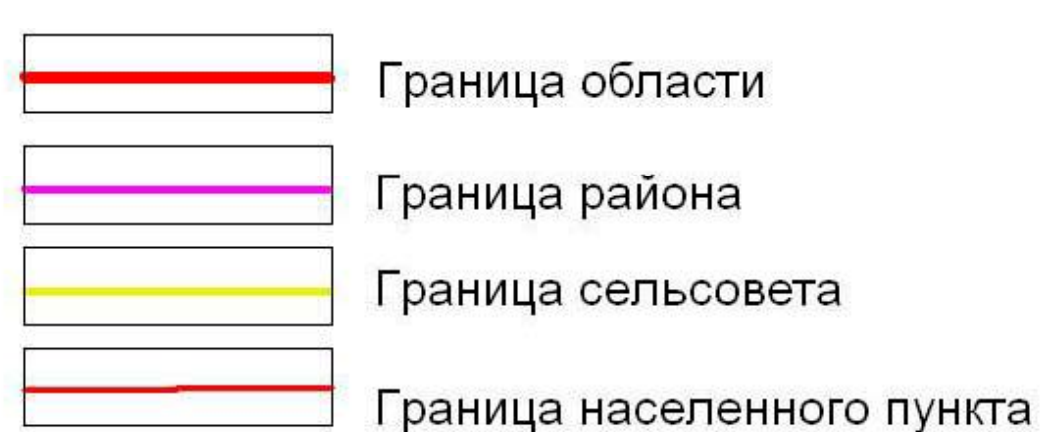 Граница области
Граница района
Граница сельсовета
Граница населенного пункта